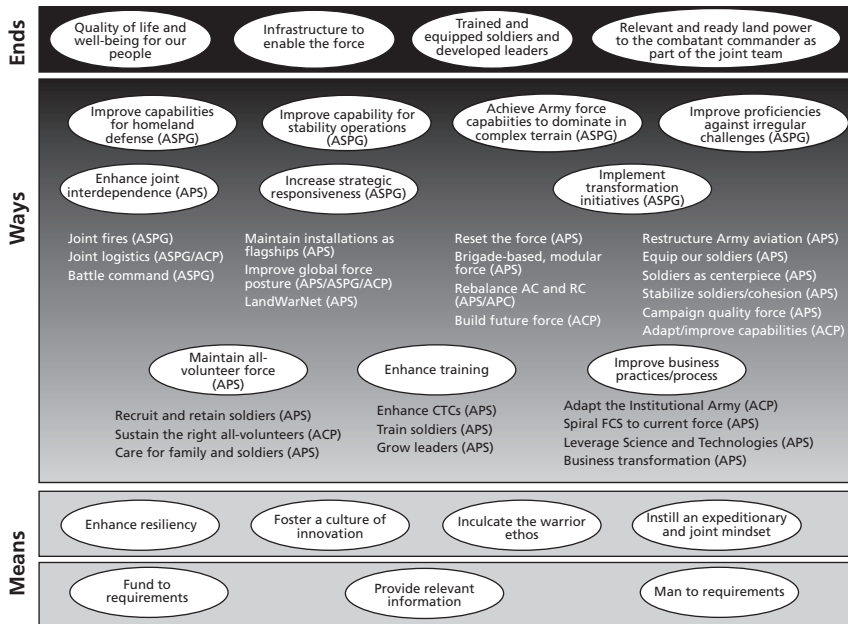 Ends
Quality of life and
well-being for our
people
Infrastructure to
enable the force
Trained and
equipped soldiers and
developed leaders
Relevant and ready land power
to the combatant commander as
part of the joint team
Ways
Improve capabilities
for homeland
defense (ASPG)
Improve capability for
stability operations
(ASPG)
Achieve Army force
capabiities to dominate in
complex terrain (ASPG)
Improve proficiencies
against irregular
challenges (ASPG)
Enhance joint
interdependence (APS)
Increase strategic
responsiveness (ASPG)
Implement
transformation
initiatives (ASPG)
Joint fires (ASPG)
Joint logistics (ASPG/ACP)
Battle command (ASPG)
Maintain installations as
flagships (APS)
Improve global force
posture (APS/ASPG/ACP)
LandWarNet (APS)
Reset the force (APS)
Brigade-based, modular
force (APS)
Rebalance AC and RC
(APS/APC)
Build future force (ACP)
Restructure Army aviation (APS)
Equip our soldiers (APS)
Soldiers as centerpiece (APS)
Stabilize soldiers/cohesion (APS)
Campaign quality force (APS)
Adapt/improve capabilities (ACP)
Maintain all-
volunteer force
(APS)
Enhance training
Improve business
practices/process
Recruit and retain soldiers (APS)
Sustain the right all-volunteers (ACP)
Care for family and soldiers (APS)
Enhance CTCs (APS)
Train soldiers (APS)
Grow leaders (APS)
Adapt the Institutional Army (ACP)
Spiral FCS to current force (APS)
Leverage Science and Technologies (APS)
Business transformation (APS)
Means
Enhance resiliency
Foster a culture of
innovation
Inculcate the warrior
ethos
Instill an expeditionary
and joint mindset
Fund to
requirements
Provide relevant
information
Man to requirements